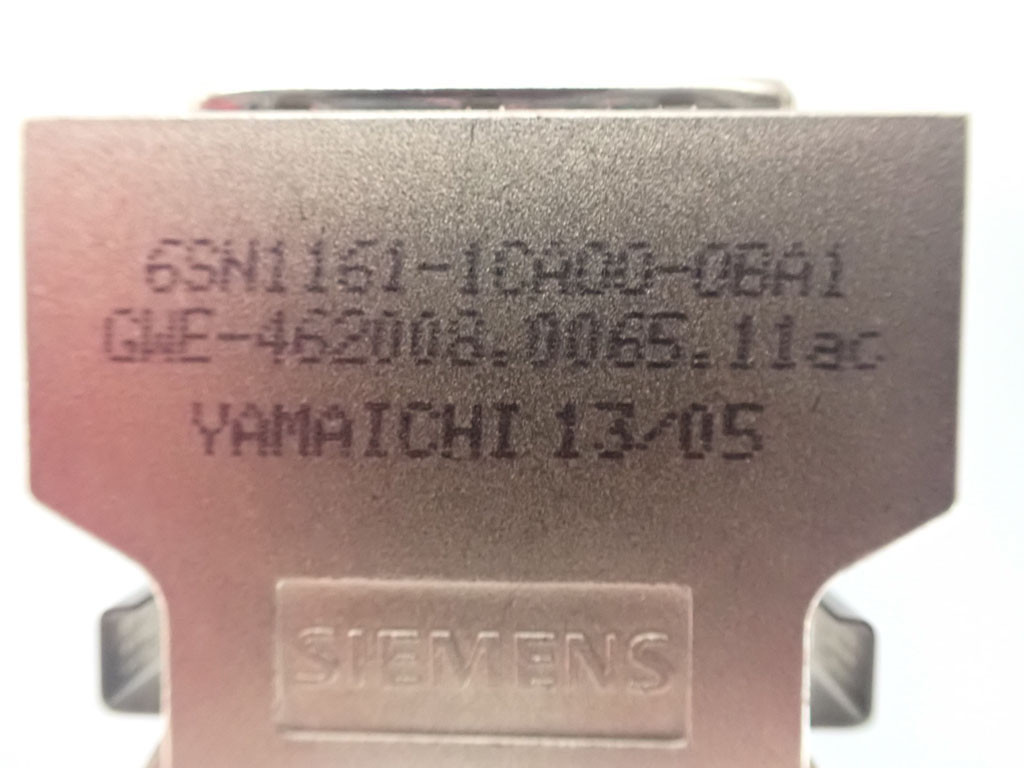 6SN1161-1CA00-0BA1
GWE-462008.0065.11ac
YAMAICHI 13/05
SIEMENS